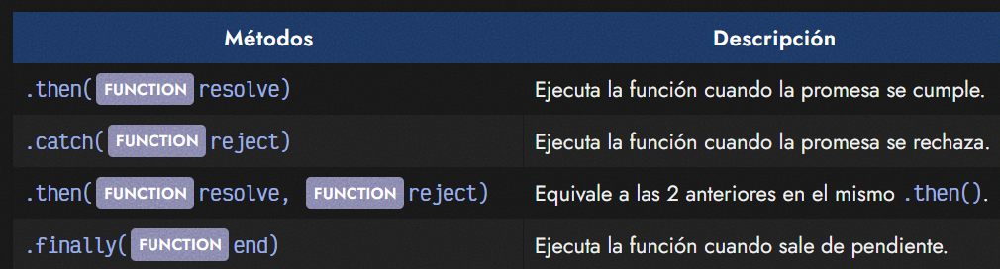 Métodos Descripción
.then( FUNCTION resolve) Ejecuta la función cuando la promesa se cumple.
.catch( FUNCTION reject) Ejecuta la función cuando la promesa se rechaza.
.then( FUNCTION resolve, FUNCTION reject) Equivale a las 2 anteriores en el mismo .then().
.finally( FUNCTION end) Ejecuta la función cuando sale de pendiente.